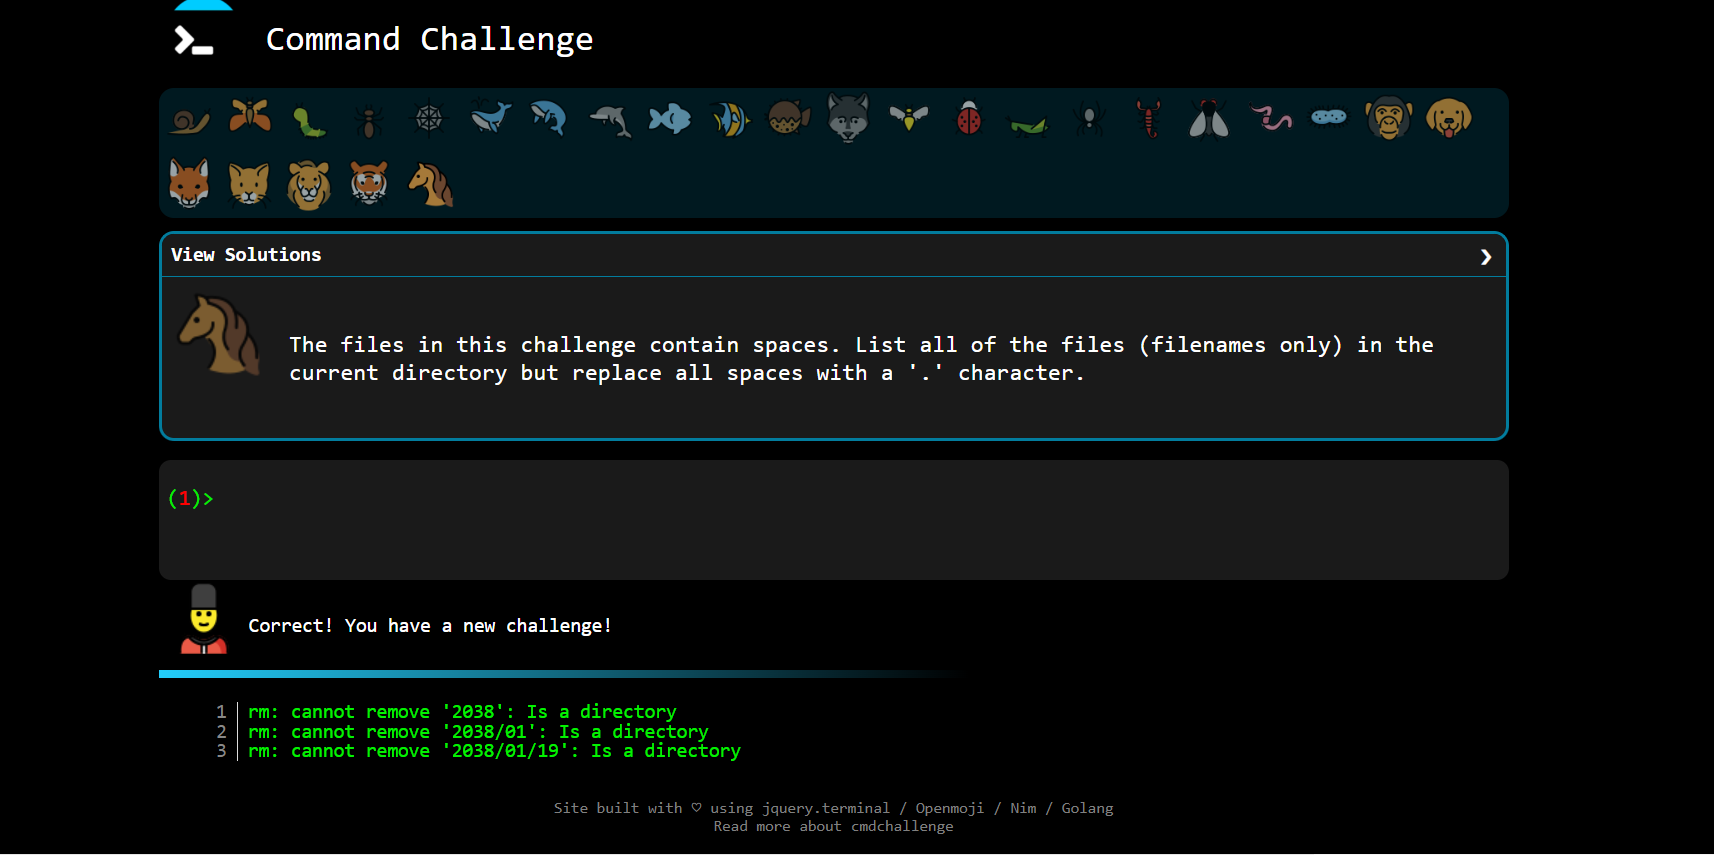 Command Challenge
View Solutions
The files in this challenge contain spaces. List all of the files (filenames only) in the
current directory but replace all spaces with a '.' character.
(1)>
Correct! You have a new challenge!
1 rm: cannot remove '2038': Is a directory
2 rm: cannot remove '2038/01': Is a directory
3 rm: cannot remove '2038/01/19': Is a directory
Site built with ♡ using jquery.terminal / Openmoji / Nim / Golang
Read more about cmdchallenge